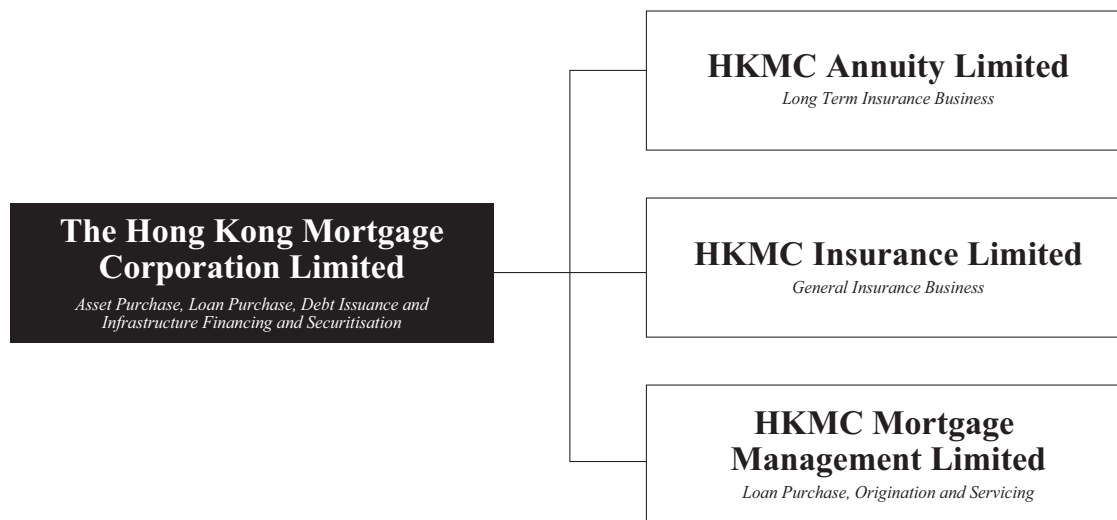 HKMC Annuity Limited
Long Term Insurance Business
The Hong Kong Mortgage
Corporation Limited
Asset Purchase, Loan Purchase, Debt Issuance and
Infrastructure Financing and Securitisation
HKMC Insurance Limited
General Insurance Business
HKMC Mortgage
Management Limited
Loan Purchase, Origination and Servicing